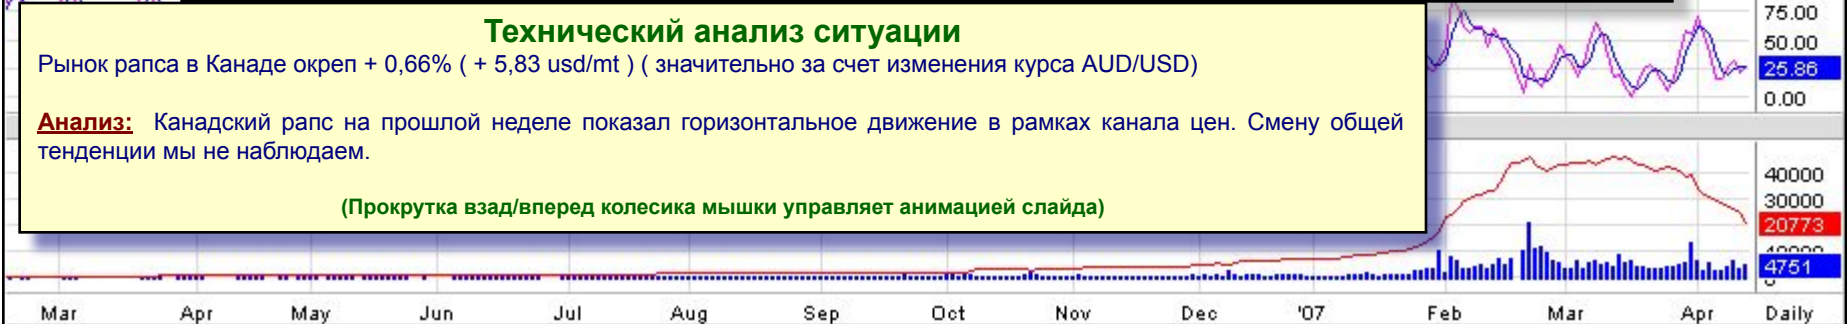 75.00
Технический анализ ситуации
50.00
Рынок рапса в Канаде окреп + 0,66% ( + 5,83 usd/mt ) ( значительно за счет изменения курса AUD/USD)
25.86
0.00
Анализ: Канадский рапс на прошлой неделе показал горизонтальное движение в рамках канала цен. Смену общей
тенденции мы не наблюдаем.
40000
30000
(Прокрутка взад/вперед колесика мышки управляет анимацией слайда)
20773
4751
Mar Apr May Jun Jul Aug Sep Oct Nov Dec '07 Feb Mar Apr Daily